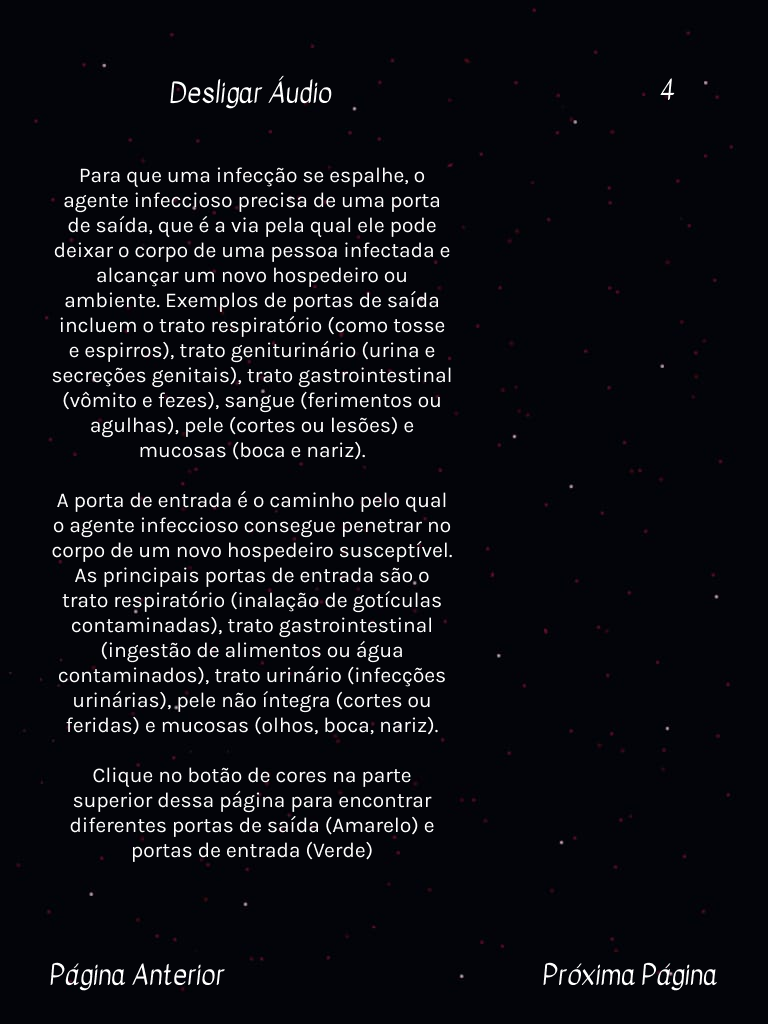 Desligar Áudio
4
Para que uma infecção se espalhe, o
agente infeccioso precisa de uma porta
de saída, que é a via pela qual ele pode
deixar o corpo de uma pessoa infectada e
alcançar um novo hospedeiro ou
ambiente. Exemplos de portas de saída
incluem o trato respiratório (como tosse
e espirros), trato geniturinário (urina e
secreções genitais), trato gastrointestinal
(vômito e fezes), sangue (ferimentos ou
agulhas), pele (cortes ou lesões) e
mucosas (boca e nariz).
A porta de entrada é o caminho pelo qual
o agente infeccioso consegue penetrar no
corpo de um novo hospedeiro susceptível.
As principais portas de entrada são o
trato respiratório (inalação de gotículas
contaminadas), trato gastrointestinal
(ingestão de alimentos ou água
contaminados), trato urinário (infecções
urinárias), pele não íntegra (cortes ou
feridas) e mucosas (olhos, boca, nariz).
Clique no botão de cores na parte
superior dessa página para encontrar
diferentes portas de saída (Amarelo) e
portas de entrada (Verde)
Página Anterior
Próxima Página